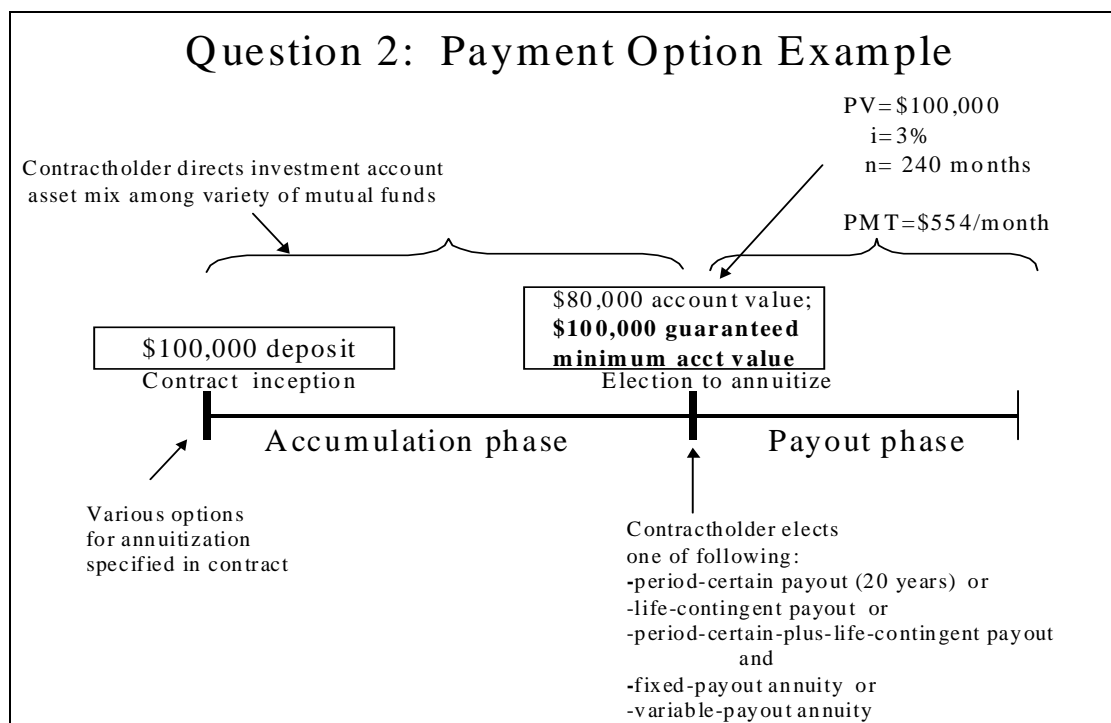 Question 2: Payment Option Example
PV=$100,000
i=3%
n= 240 months
PMT=$554/month
Contractholder directs investment account
asset mix among variety of mutual funds
$100,000 deposit
Contract inception
$80,000 account value;
$100,000 guaranteed
minimum acct value
Election to annuitize
Accumulation phase
Payout phase
Various options
for annuitization
specified in contract
Contractholder elects
one of following:
-period-certain payout (20 years) or
-life-contingent payout or
-period-certain-plus-life-contingent payout
and
-fixed-payout annuity or
-variable-payout annuity